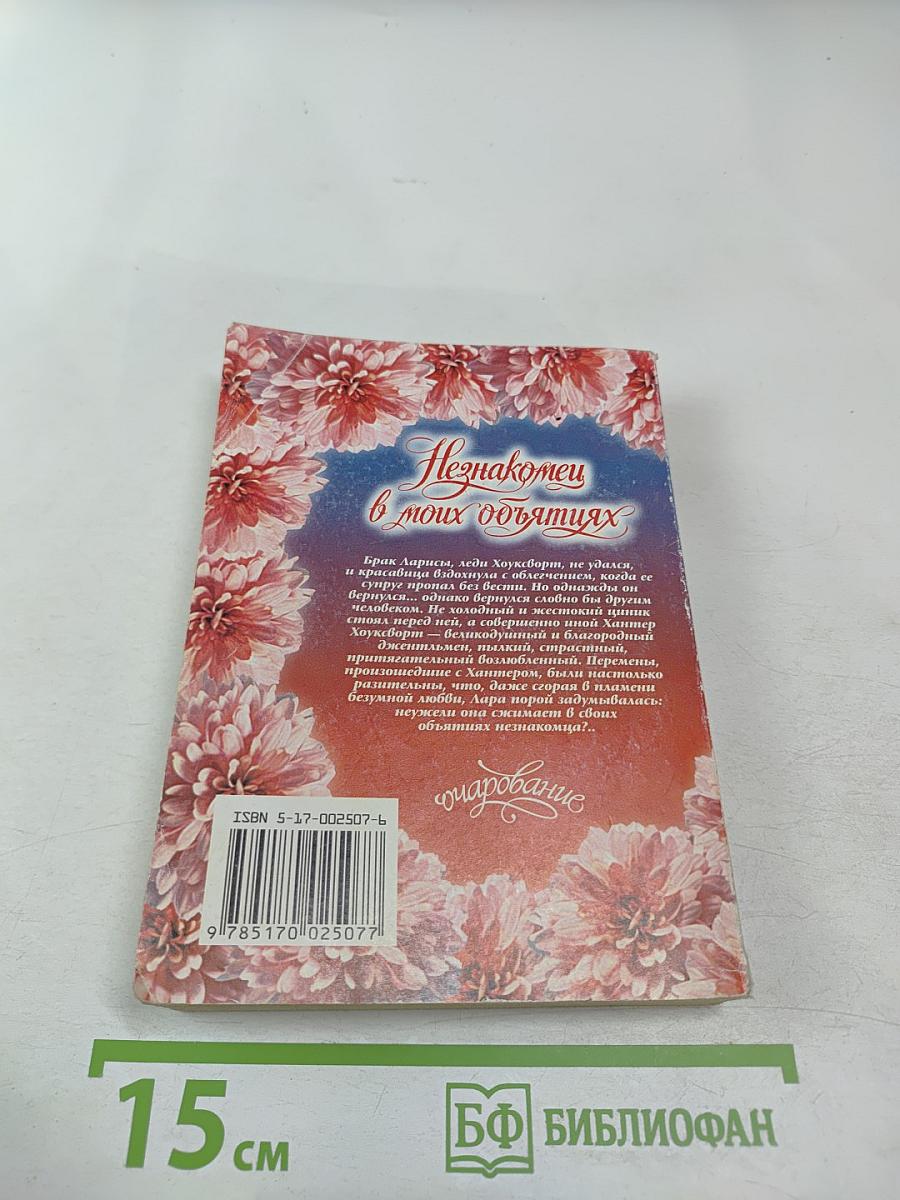 Незнакомец
в моих объятиях
Брак Ларисы, леди Хоуксворт, не удался,
и красавица вздохнула с облегчением, когда ее
супруг пропал без вести. Но однажды он
вернулся... однако вернулся словно бы другим
человеком. Не холодный и жестокий циник
стоял перед ней, а совершенно иной Хантер
Хоуксворт — великодушный и благородный
джентльмен, пылкий, страстный,
притягательный возлюбленный. Перемены,
произошедшие с Хантером, были настолько
разительны, что, даже сгорая в пламени
безумной любви, Лара порой задумывалась:
неужели она сжимает в своих
объятиях незнакомца?..
очарование
ISBN 5-17-002507-6
9 785170 025077
15 см
БФ БИБЛИОФАН